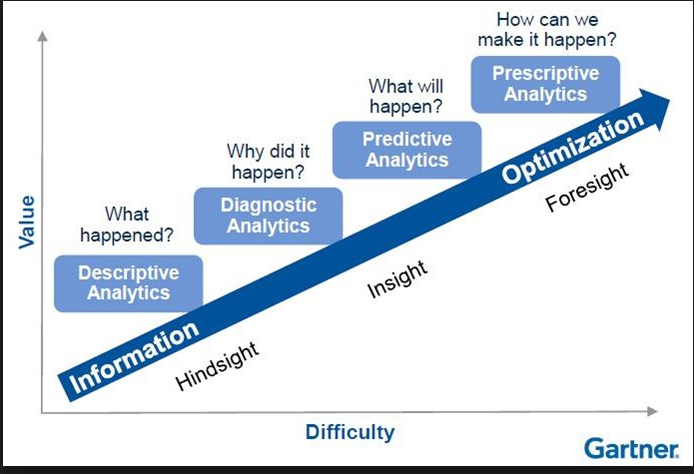 How can we
make it happen?
Prescriptive
Analytics
What will
happen?
Predictive
Analytics
Why did it
happen?
Diagnostic
Analytics
What
happened?
Descriptive
Analytics
Value
Information
Optimization
Hindsight
Insight
Foresight
Difficulty
Gartner.